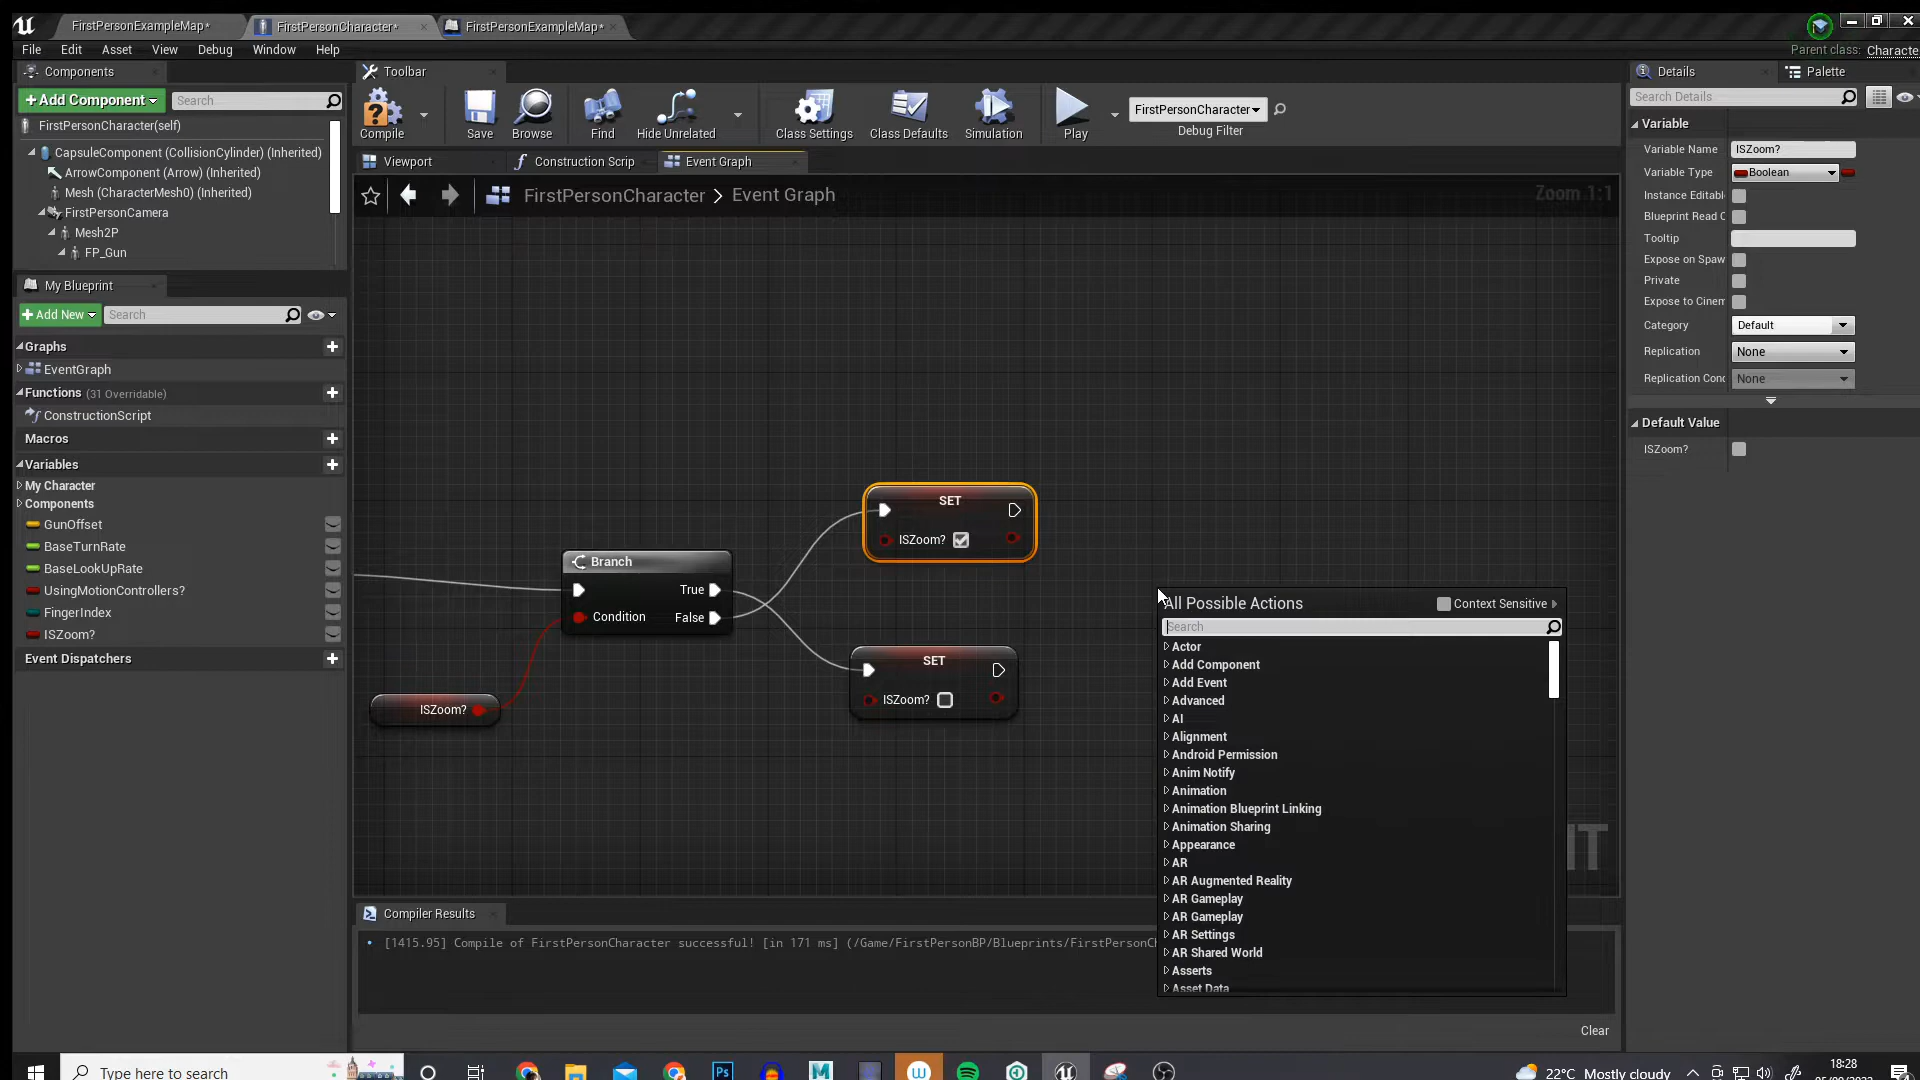 FirstPersonExampleMap*
FirstPersonCharacter*
FirstPersonExampleMap*
File Edit Asset View Debug Window Help
Parent class: Characte
Components
Toolbar
Details
Palette
+Add Component
Search
FirstPersonCharacter(self)
CapsuleComponent (CollisionCylinder) (Inherited)
ArrowComponent (Arrow) (Inherited)
Mesh (CharacterMesh0) (Inherited)
FirstPersonCamera
Mesh2P
FP_Gun
Compile
Save
Browse
Find
Hide Unrelated
Class Settings
Class Defaults
Simulation
Play
FirstPersonCharacter
Debug Filter
Viewport
Construction Scrip
Event Graph
FirstPersonCharacter > Event Graph
Zoom 1:1
My Blueprint
+Add New
Search
Graphs
EventGraph
Functions (31 Overridable)
ConstructionScript
Macros
Variables
My Character
Components
GunOffset
BaseTurnRate
BaseLookUpRate
UsingMotionControllers?
FingerIndex
ISZoom?
Event Dispatchers
SET
ISZoom?
Branch
True
Condition
False
SET
ISZoom?
ISZoom?
All Possible Actions
Context Sensitive
Search
Actor
Add Component
Add Event
Advanced
AI
Alignment
Android Permission
Anim Notify
Animation
Animation Blueprint Linking
Animation Sharing
Appearance
AR
AR Augmented Reality
AR Gameplay
AR Gameplay
AR Settings
AR Shared World
Asserts
Asset Data
Compiler Results
[1415.95] Compile of FirstPersonCharacter successful! [in 171 ms] (/Game/FirstPersonBP/Blueprints/FirstPersonCh
Clear
Search Details
Variable
Variable Name ISZoom?
Variable Type Boolean
Instance Editabl
Blueprint Read C
Tooltip
Expose on Spaw
Private
Expose to Cinem
Category Default
Replication None
Replication Cond None
Default Value
ISZoom?
Type here to search
Ps
22°C Mostly cloudy
18:28